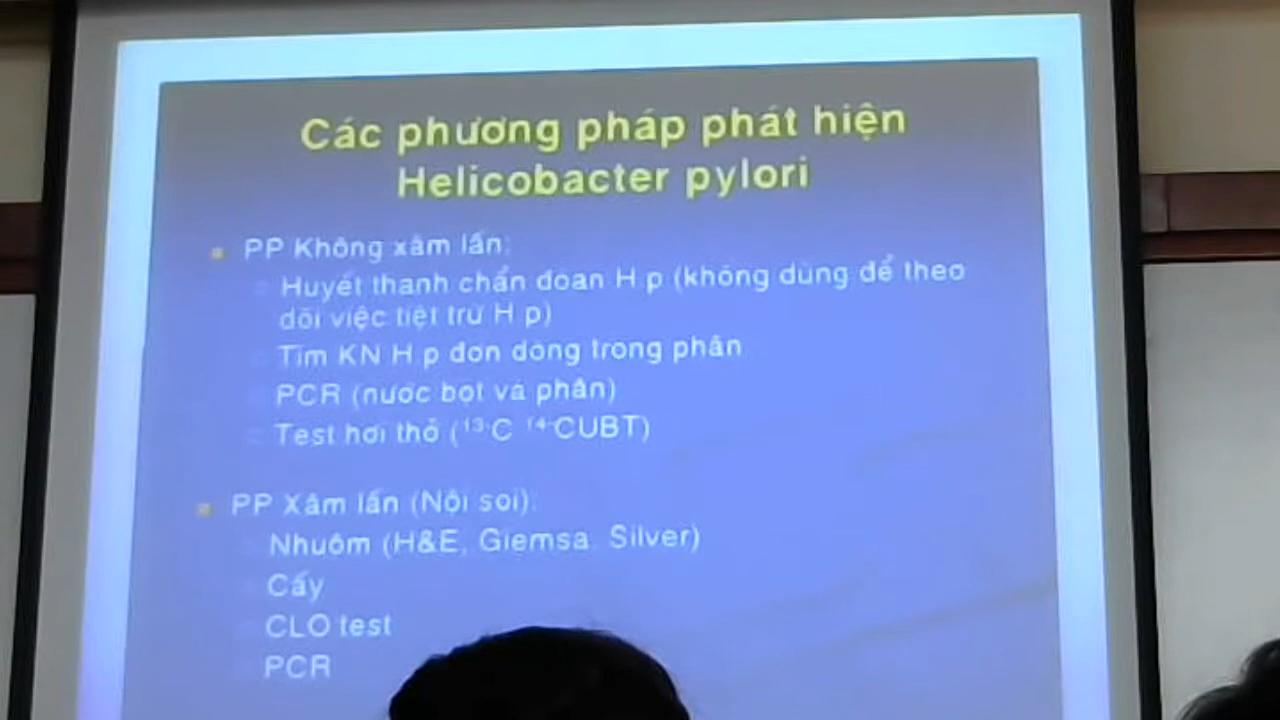 Các phương pháp phát hiện
Helicobacter pylori
PP Không xâm lấn:
Huyết thanh chẩn đoán H p (không dùng để theo
dõi việc tiệt trừ H p)
Tìm KN H p đơn dòng trong phân
PCR (nước bọt và phân)
Test hơi thở (13-C 14-CUBT)
PP Xâm lấn (Nội soi):
Nhuộm (H&E, Giemsa, Silver)
Cấy
CLO test
PCR